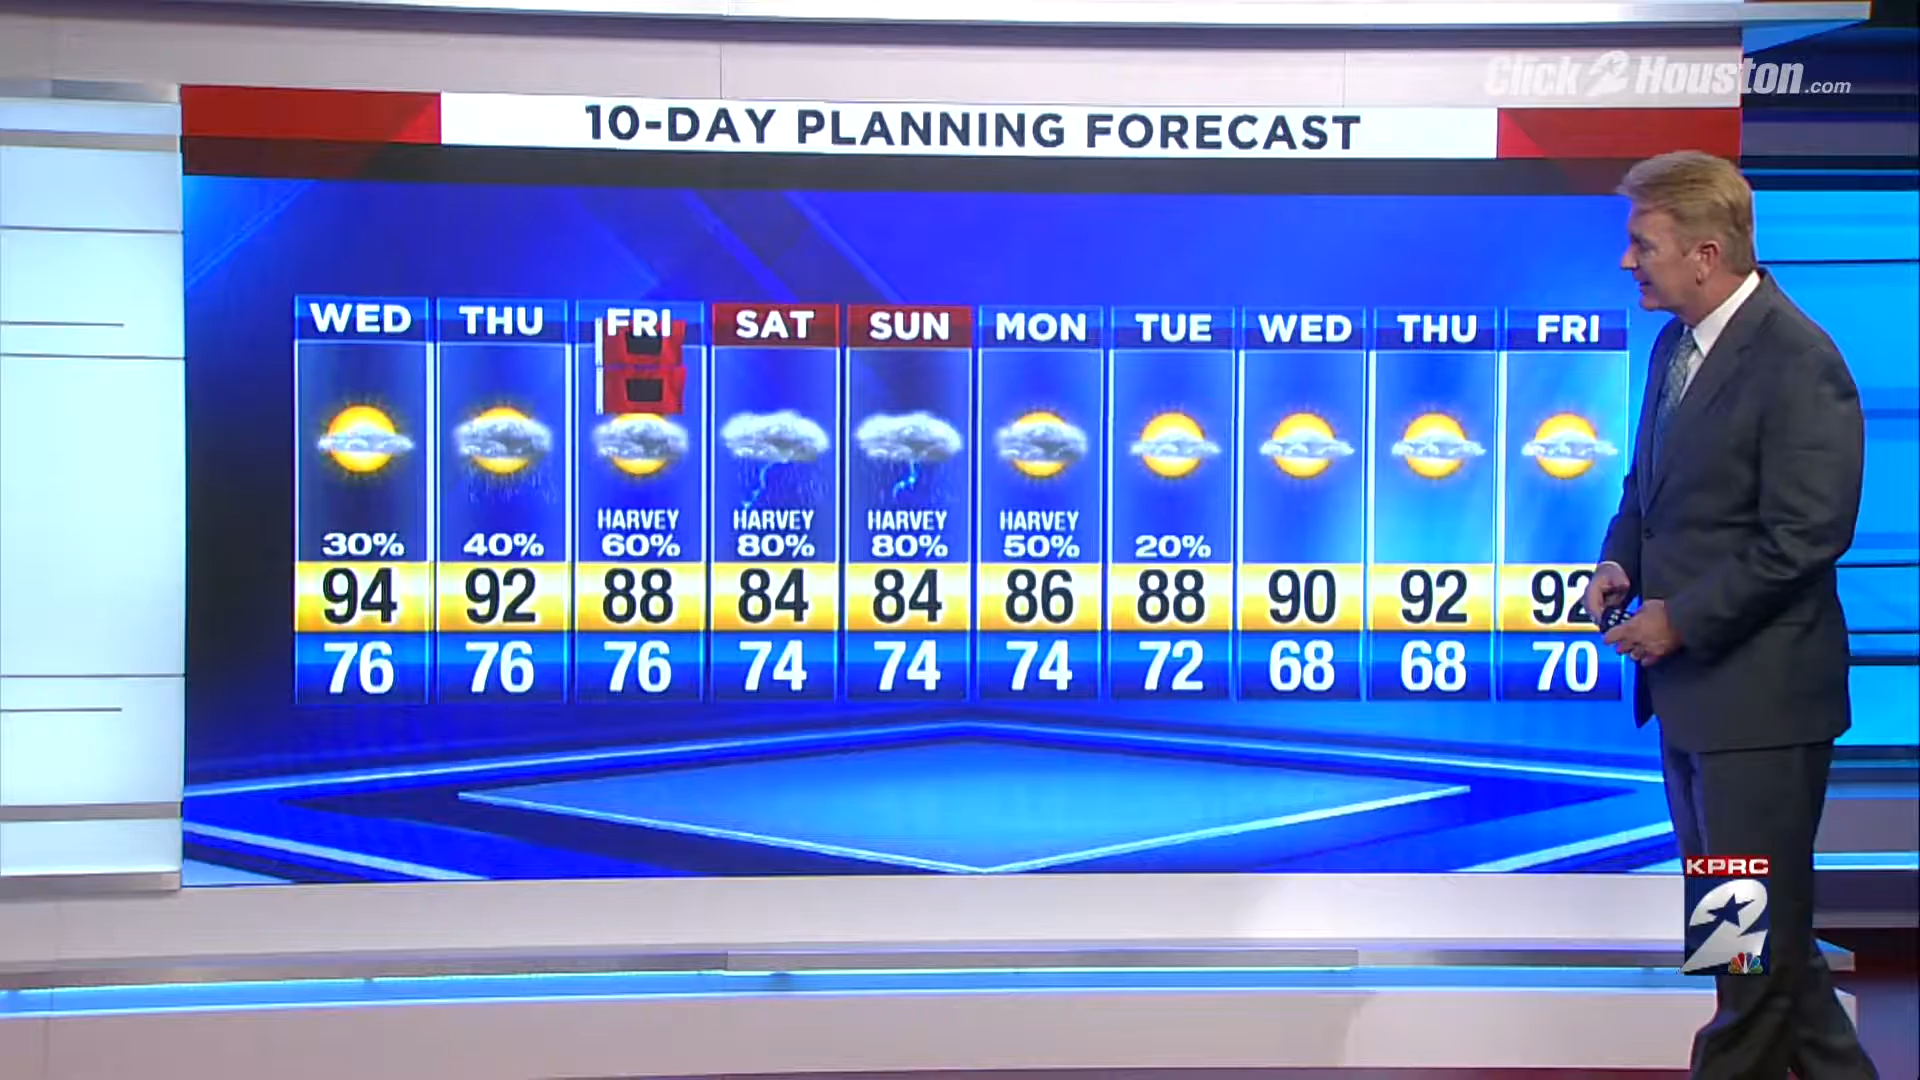 Click2Houston.com
10-DAY PLANNING FORECAST
WED THU FRI SAT SUN MON TUE WED THU FRI
HARVEY HARVEY HARVEY HARVEY
30% 40% 60% 80% 80% 50% 20%
94 92 88 84 84 86 88 90 92 92
76 76 76 74 74 74 72 68 68 70
KPRC
2